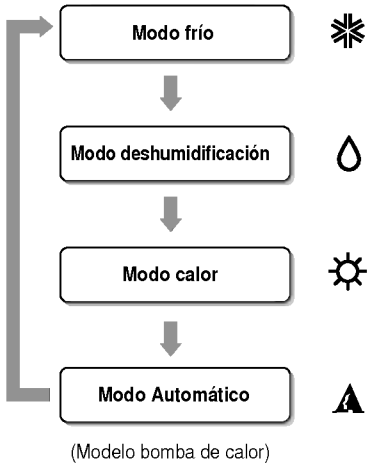 Modo frío
Modo deshumidificación
Modo calor
Modo Automático
(Modelo bomba de calor)